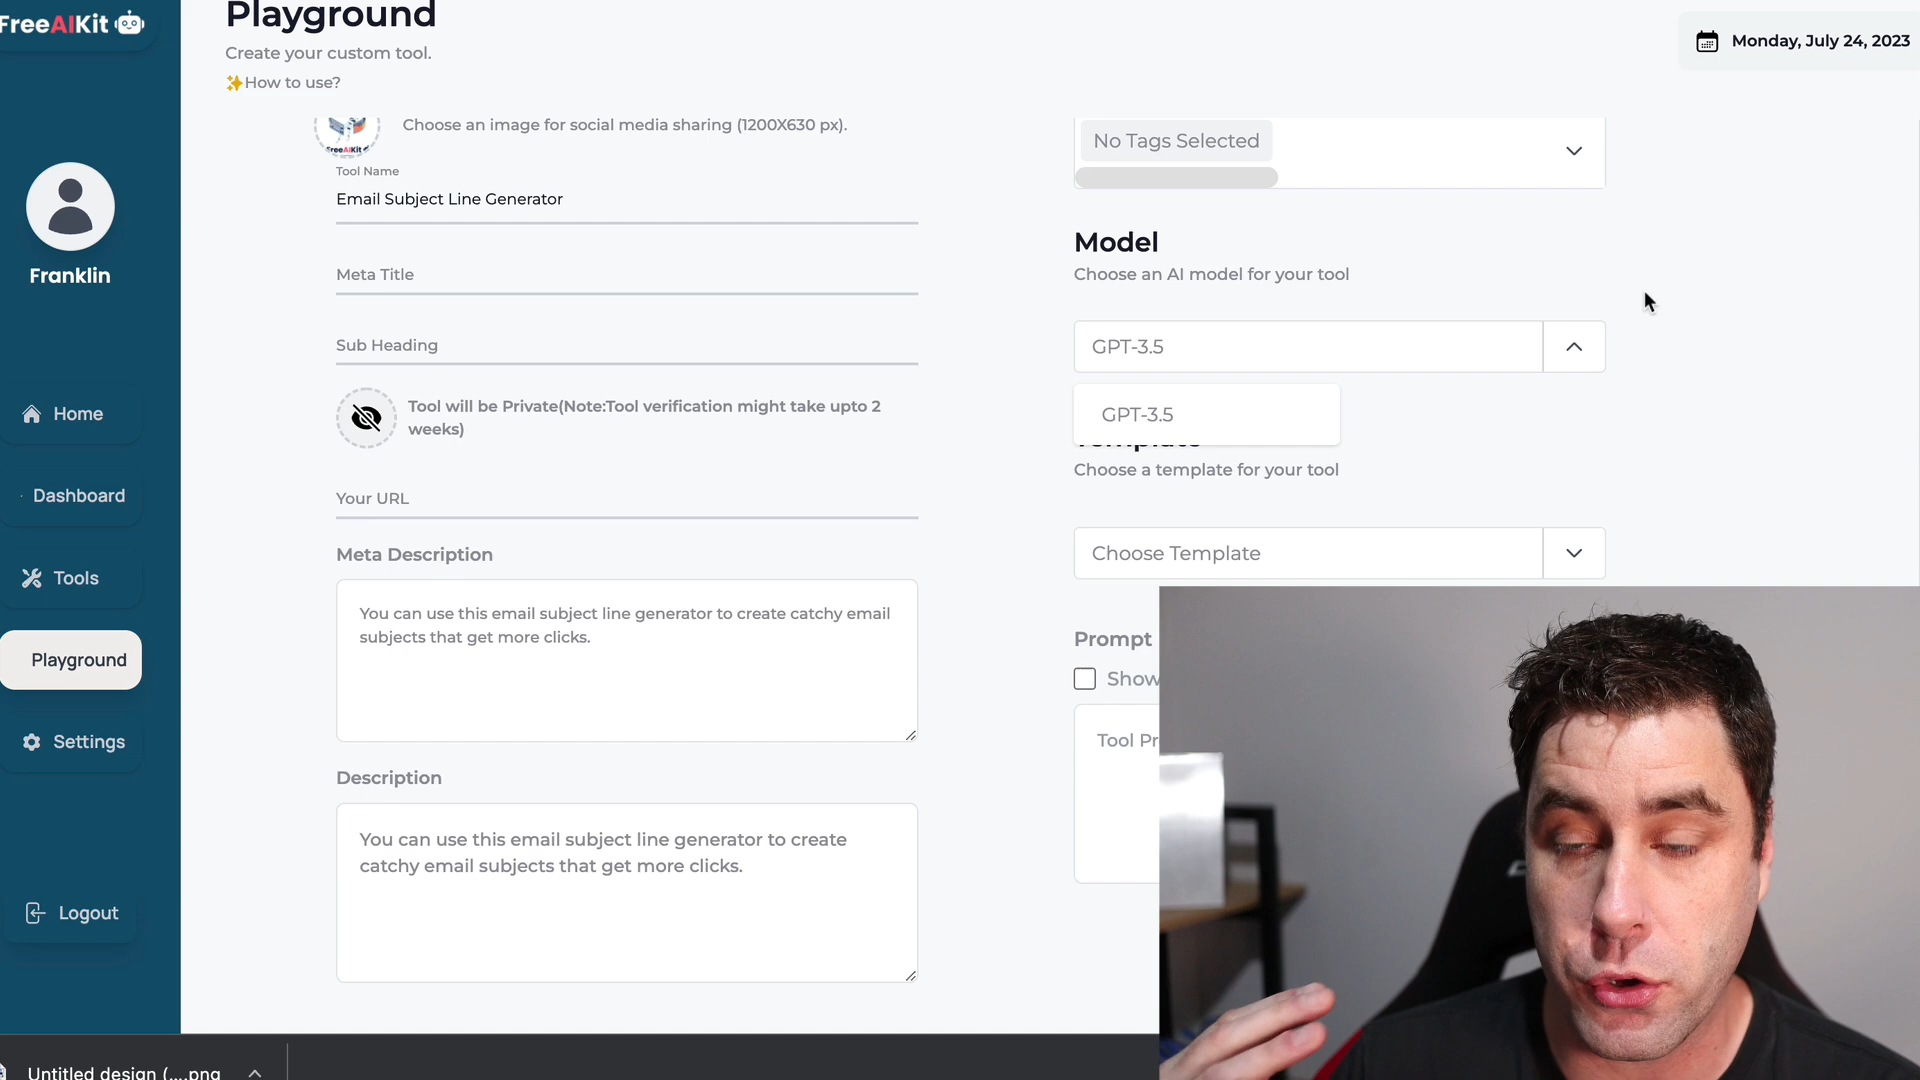 FreeAIKit
Playground
Create your custom tool.
✨How to use?
Monday, July 24, 2023
Franklin
Home
Dashboard
Tools
Playground
Settings
Logout
FreeAIKit
Choose an image for social media sharing (1200X630 px).
Tool Name
Email Subject Line Generator
Meta Title
Sub Heading
Tool will be Private(Note:Tool verification might take upto 2
weeks)
Your URL
Meta Description
You can use this email subject line generator to create catchy email
subjects that get more clicks.
Description
You can use this email subject line generator to create
catchy email subjects that get more clicks.
No Tags Selected
Model
Choose an AI model for your tool
GPT-3.5
GPT-3.5
Choose a template for your tool
Choose Template
Prompt
Show
Tool Pr
Untitled design (....png